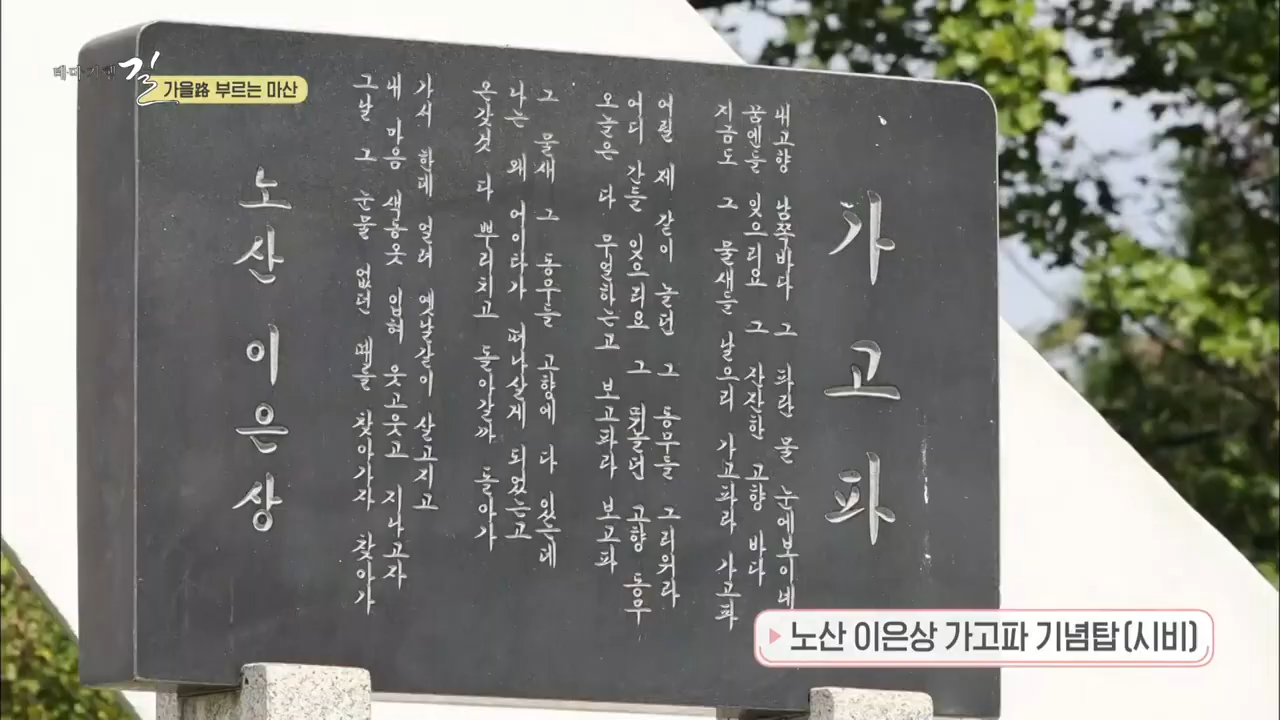 테마기행 길
가을路 부르는 마산
가고파
내고향 남쪽바다 그 파란 물 눈에보이네
꿈엔들 잊으리요 그 잔잔한 고향 바다
지금도 그 물새들 날으리 가고파라 가고파
어릴 제 같이 놀던 그 동무들 그리워라
어디 간들 잊으리요 그 뛰놀던 고향 동무
오늘은 다 무얼하는고 보고파라 보고파
그 물새 그 동무들 고향에 다 있는데
나는 왜 어이타가 떠나살게 되었는고
온갖것 다 뿌리치고 돌아갈까 돌아가
가서 한데 얼려 옛날같이 살고지고
내 마음 색동옷 입혀 웃고웃고 지나고자
그날 그 눈물 없던 때를 찾아가자 찾아가
노산 이은상
노산 이은상 가고파 기념탑(시비)